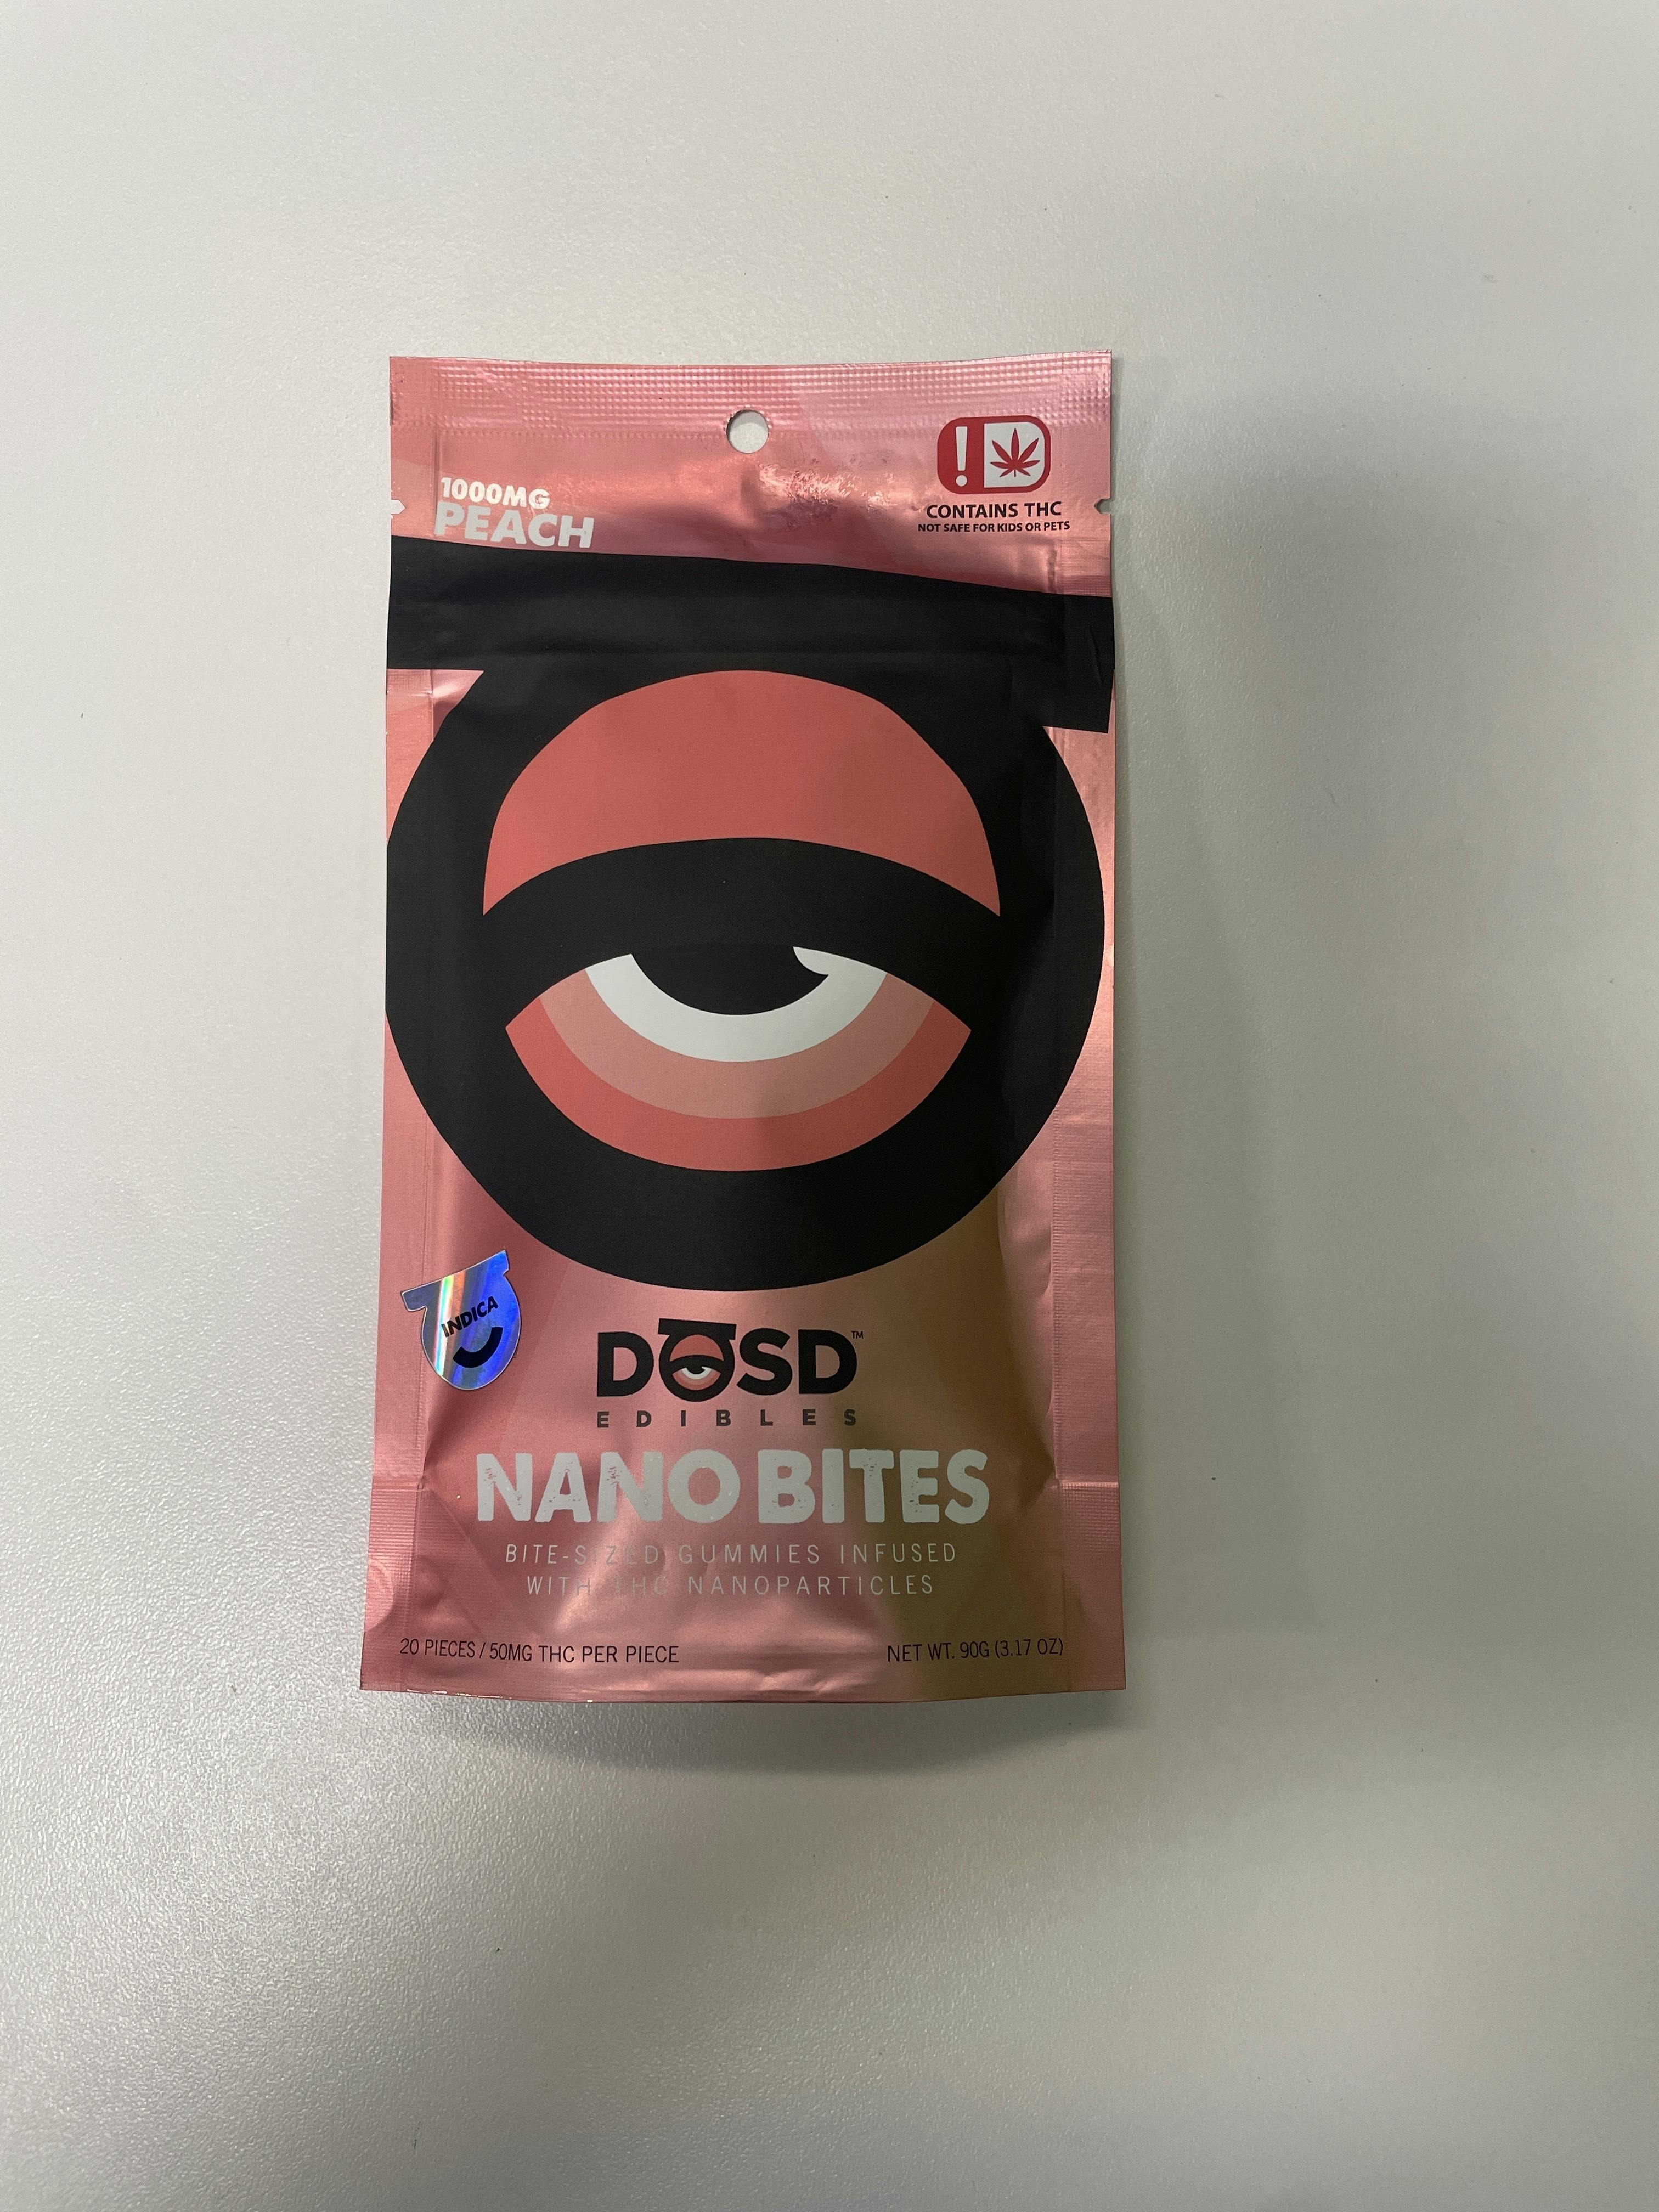 1000MG
PEACH
CONTAINS THC
NOT SAFE FOR KIDS OR PETS
INDICA
DOSD™
EDIBLES
NANO BITES
BITE-SIZED GUMMIES INFUSED
WITH THC NANOPARTICLES
20 PIECES / 50MG THC PER PIECE
NET WT. 90G (3.17 OZ)